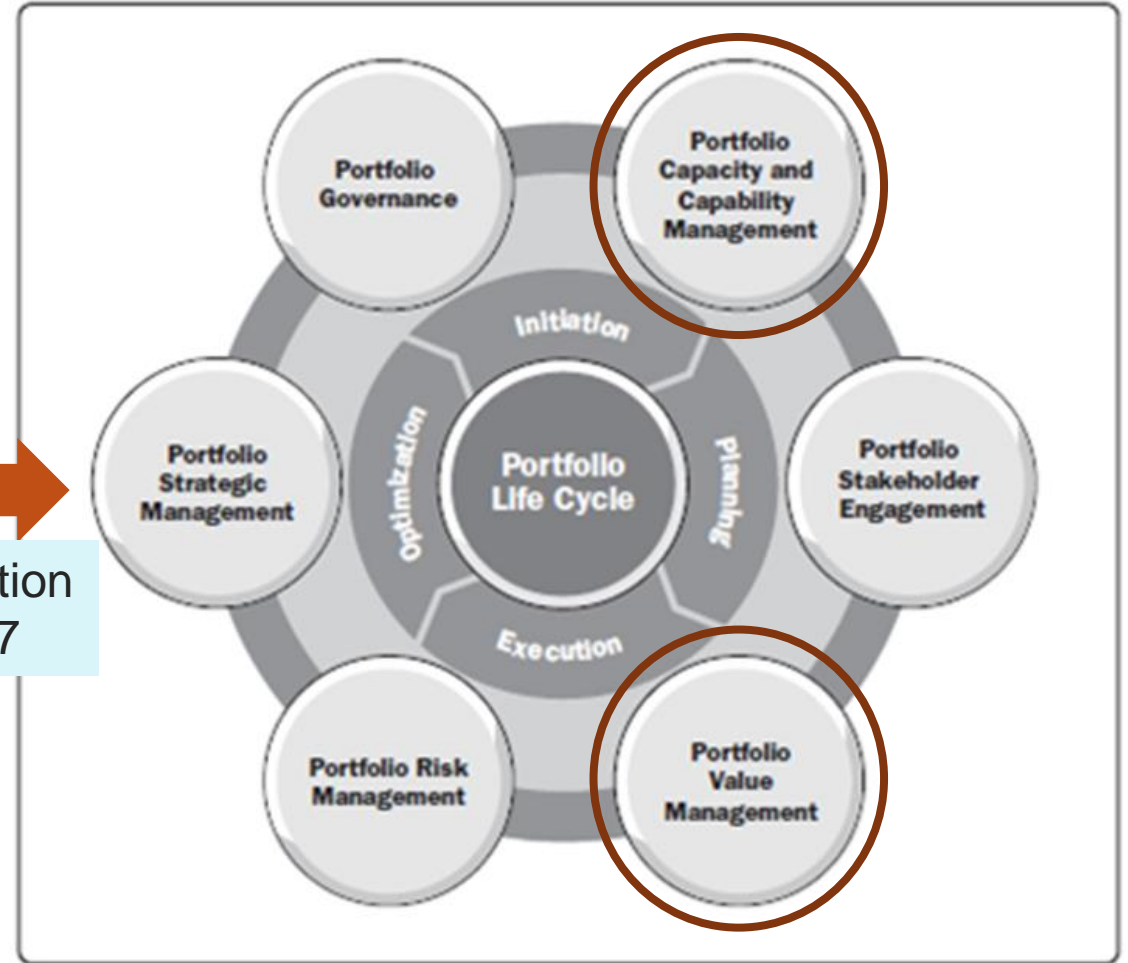 Portfolio
Governance
Portfolio
Capacity and
Capability
Management
Initiation
Portfolio
Strategic
Management
Optimization
Portfolio
Life Cycle
Planning
Portfolio
Stakeholder
Engagement
tion
7
Execution
Portfolio Risk
Management
Portfolio
Value
Management